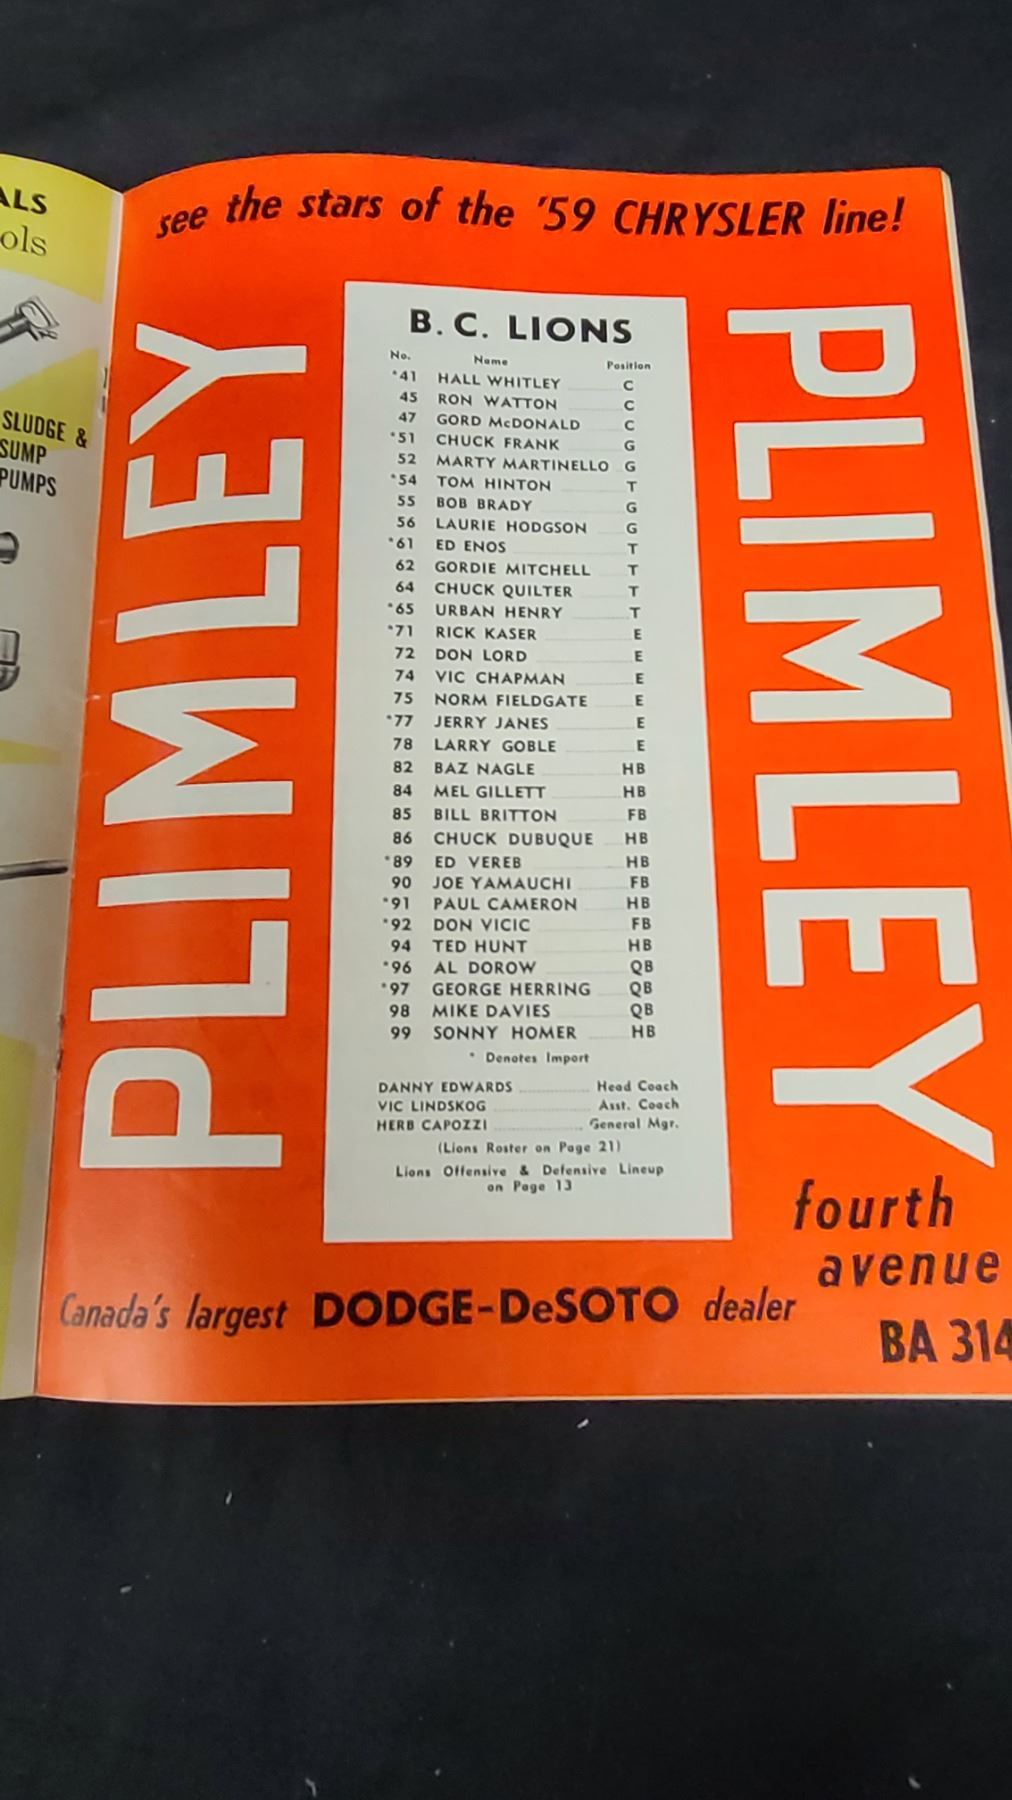 ALS
ols
SLUDGE &
SUMP
PUMPS
see the stars of the '59 CHRYSLER line!
PLIMLEY
B. C. LIONS
No. Name Position
*41 HALL WHITLEY C
45 RON WATTON C
47 GORD McDONALD C
*51 CHUCK FRANK G
52 MARTY MARTINELLO G
*54 TOM HINTON T
55 BOB BRADY G
56 LAURIE HODGSON G
*61 ED ENOS T
62 GORDIE MITCHELL T
64 CHUCK QUILTER T
*65 URBAN HENRY T
*71 RICK KASER E
72 DON LORD E
74 VIC CHAPMAN E
75 NORM FIELDGATE E
*77 JERRY JANES E
78 LARRY GOBLE E
82 BAZ NAGLE HB
84 MEL GILLETT HB
85 BILL BRITTON FB
86 CHUCK DUBUQUE HB
*89 ED VEREB HB
90 JOE YAMAUCHI FB
*91 PAUL CAMERON HB
*92 DON VICIC FB
94 TED HUNT HB
*96 AL DOROW QB
*97 GEORGE HERRING QB
98 MIKE DAVIES QB
99 SONNY HOMER HB
* Denotes Import
DANNY EDWARDS Head Coach
VIC LINDSKOG Asst. Coach
HERB CAPOZZI General Mgr.
(Lions Roster on Page 21)
Lions Offensive & Defensive Lineup
on Page 13
PLIMLEY
fourth
avenue
BA 314
Canada's largest DODGE-DeSOTO dealer